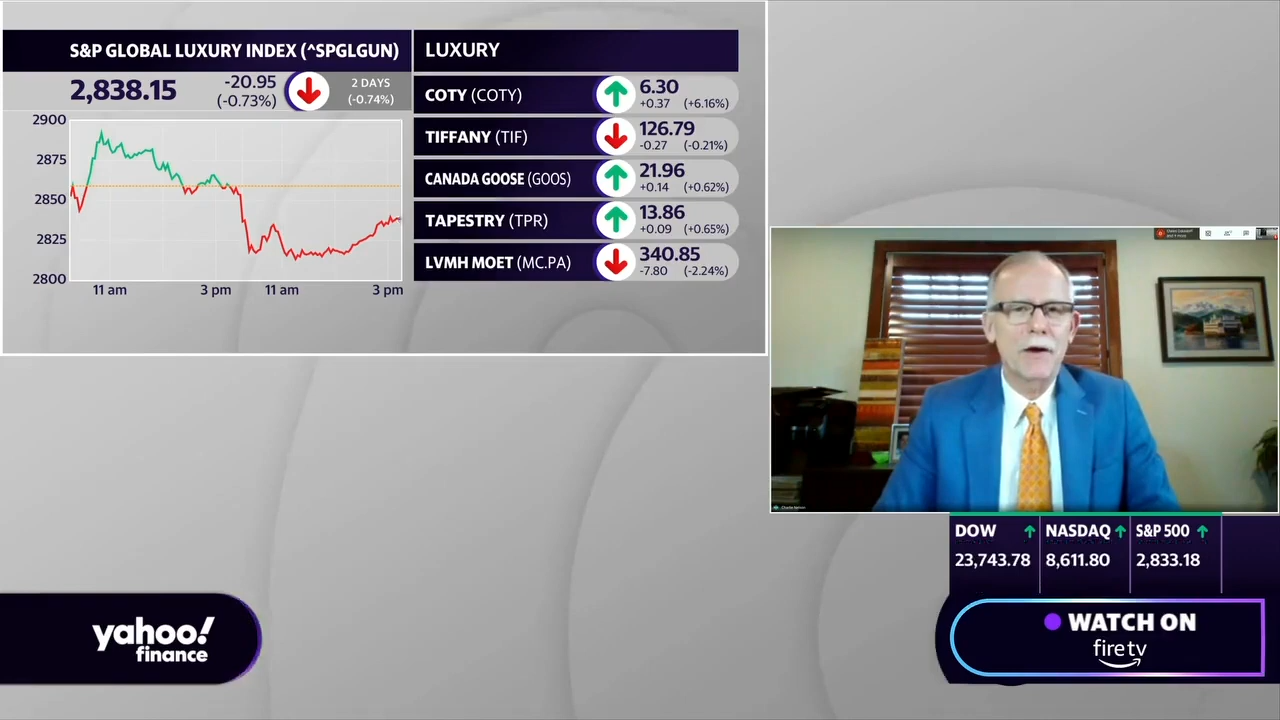 S&P GLOBAL LUXURY INDEX (^SPGLGUN)
2,838.15
-20.95
(-0.73%)
2 DAYS
(-0.74%)
2900
2875
2850
2825
2800
11 am
3 pm
11 am
3 pm
LUXURY
COTY (COTY)
6.30
+0.37 (+6.16%)
TIFFANY (TIF)
126.79
-0.27 (-0.21%)
CANADA GOOSE (GOOS)
21.96
+0.14 (+0.62%)
TAPESTRY (TPR)
13.86
+0.09 (+0.65%)
LVMH MOET (MC.PA)
340.85
-7.80 (-2.24%)
Charlie Nelson
DOW
23,743.78
NASDAQ
8,611.80
S&P 500
2,833.18
yahoo!
finance
WATCH ON
fire tv